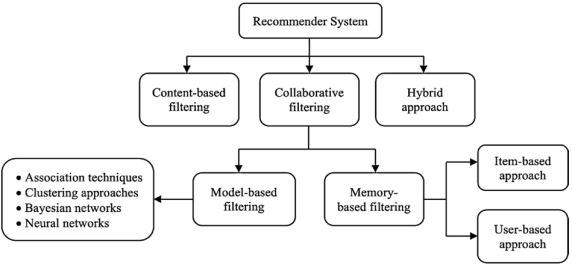 Recommender System
Content-based
filtering
Collaborative
filtering
Hybrid
approach
• Association techniques
• Clustering approaches
• Bayesian networks
• Neural networks
Model-based
filtering
Memory-
based filtering
Item-based
approach
User-based
approach